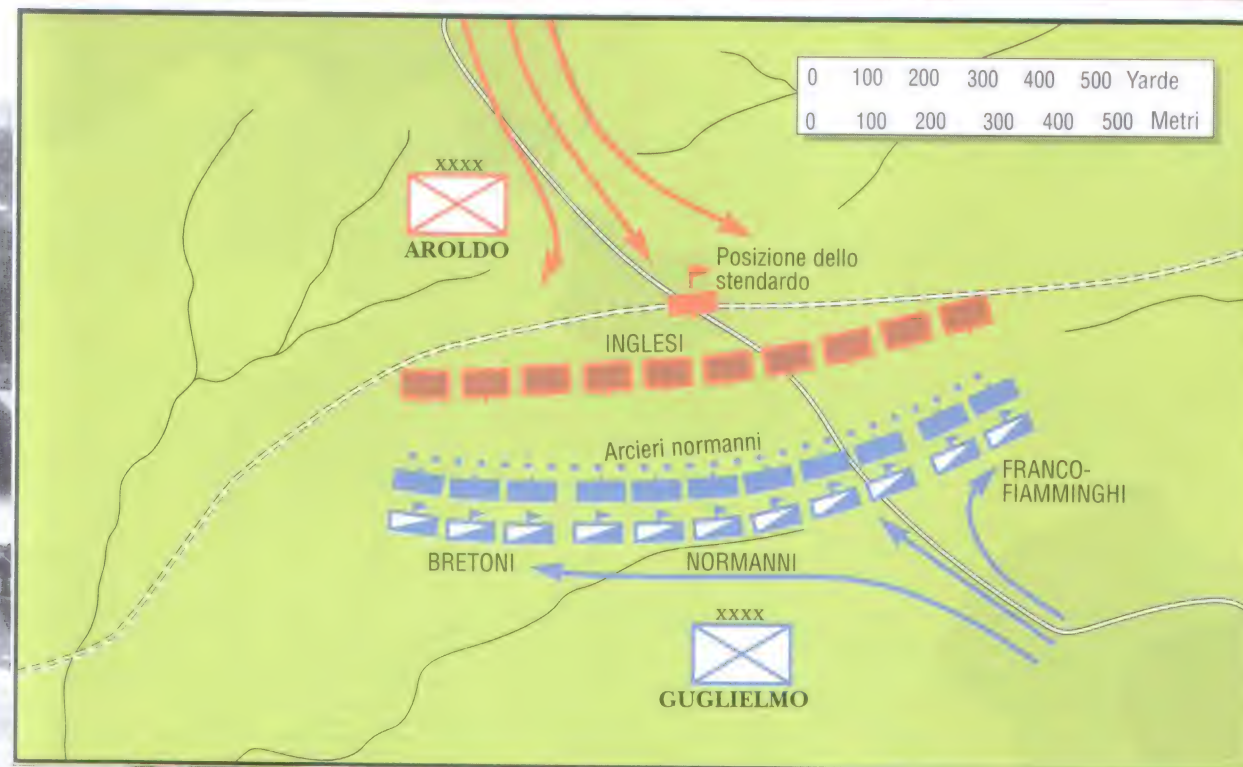 0 100 200 300 400 500 Yarde
0 100 200 300 400 500 Metri
XXXX
AROLDO
Posizione dello
stendardo
INGLESI
Arcieri normanni
FRANCO-
FIAMMINGHI
BRETONI
NORMANNI
XXXX
GUGLIELMO